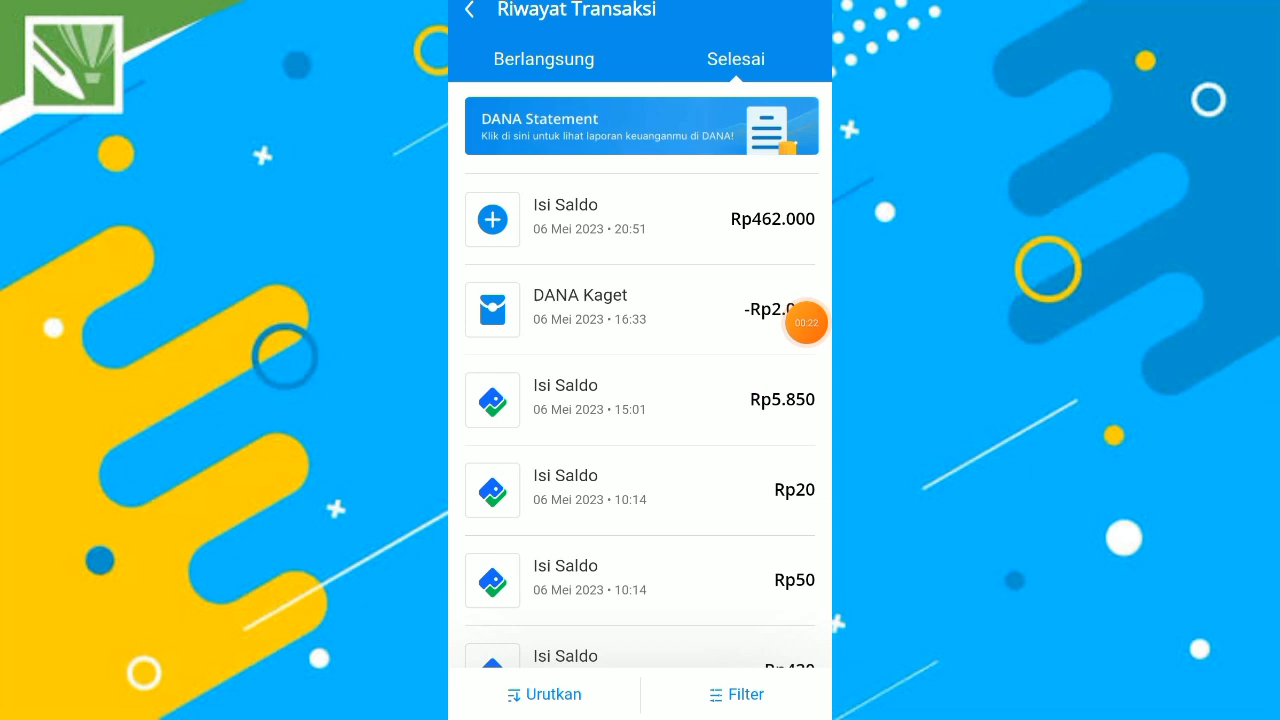 Riwayat Transaksi
Berlangsung
Selesai
DANA Statement
Klik di sini untuk lihat laporan keuanganmu di DANA!
Isi Saldo
Rp462.000
06 Mei 2023 • 20:51
DANA Kaget
-Rp2.0
06 Mei 2023 • 16:33
00:22
Isi Saldo
Rp5.850
06 Mei 2023 • 15:01
Isi Saldo
Rp20
06 Mei 2023 • 10:14
Isi Saldo
Rp50
06 Mei 2023 • 10:14
Isi Saldo
Urutkan
Filter